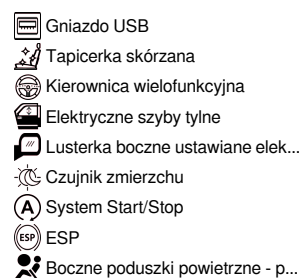 Gniazdo USB
Tapicerka skórzana
Kierownica wielofunkcyjna
Elektryczne szyby tylne
Lusterka boczne ustawiane elek...
Czujnik zmierzchu
(A) System Start/Stop
(ESP) ESP
Boczne poduszki powietrzne - p...